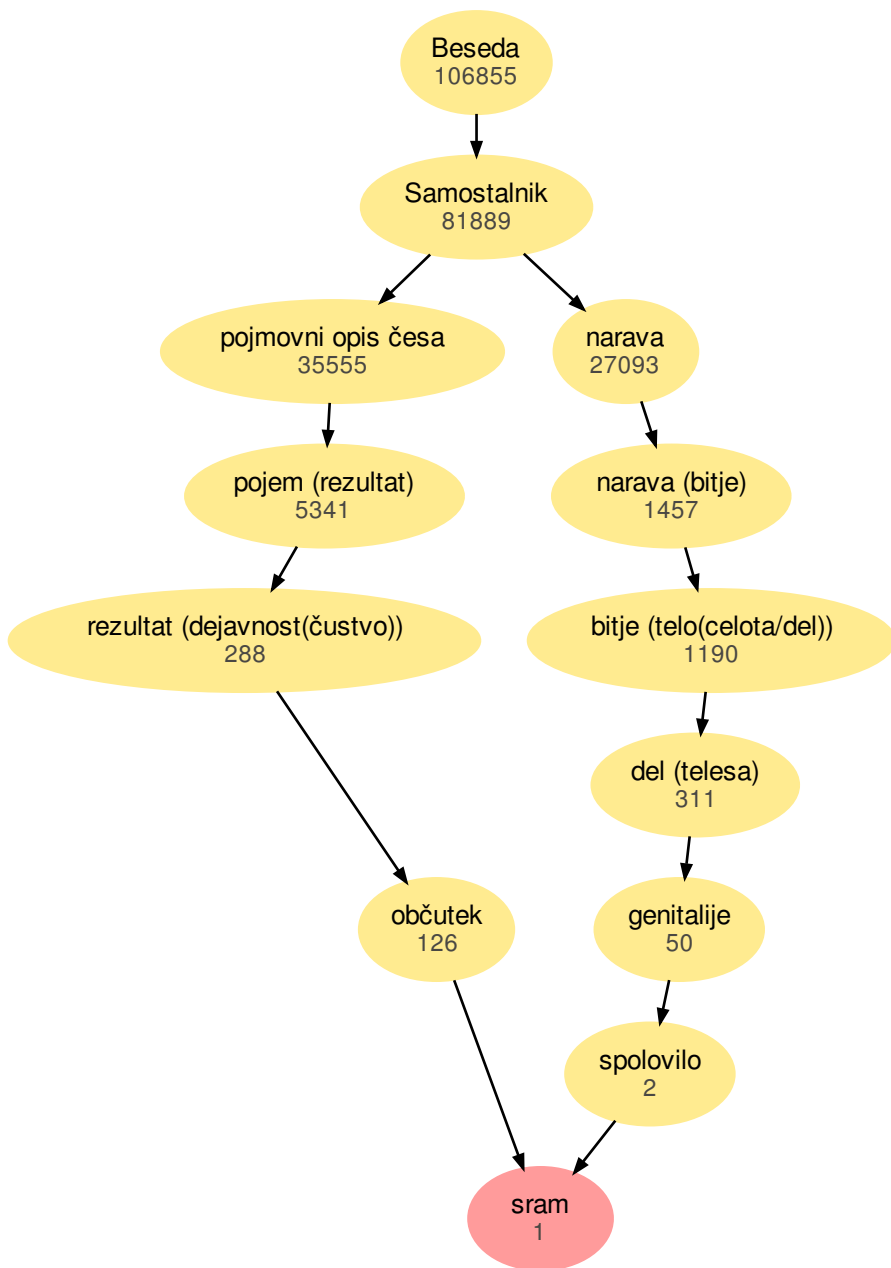 Beseda
106855
Samostalnik
81889
pojmovni opis česa
35555
narava
27093
pojem (rezultat)
5341
narava (bitje)
1457
rezultat (dejavnost(čustvo))
288
bitje (telo(celota/del))
1190
del (telesa)
311
občutek
126
genitalije
50
spolovilo
2
sram
1